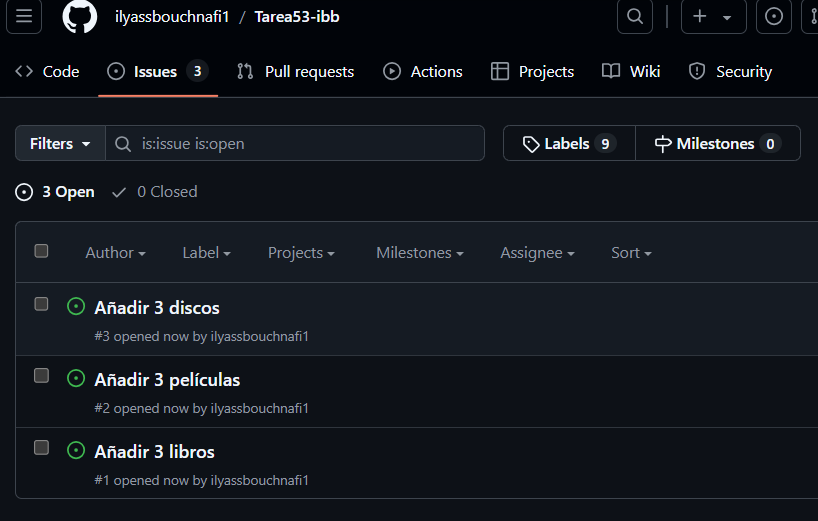 ilyassbouchnafi1 / Tarea53-ibb
Code Issues 3 Pull requests Actions Projects Wiki Security
Filters is:issue is:open Labels 9 Milestones 0
3 Open 0 Closed
Author Label Projects Milestones Assignee Sort
Añadir 3 discos
#3 opened now by ilyassbouchnafi1
Añadir 3 películas
#2 opened now by ilyassbouchnafi1
Añadir 3 libros
#1 opened now by ilyassbouchnafi1